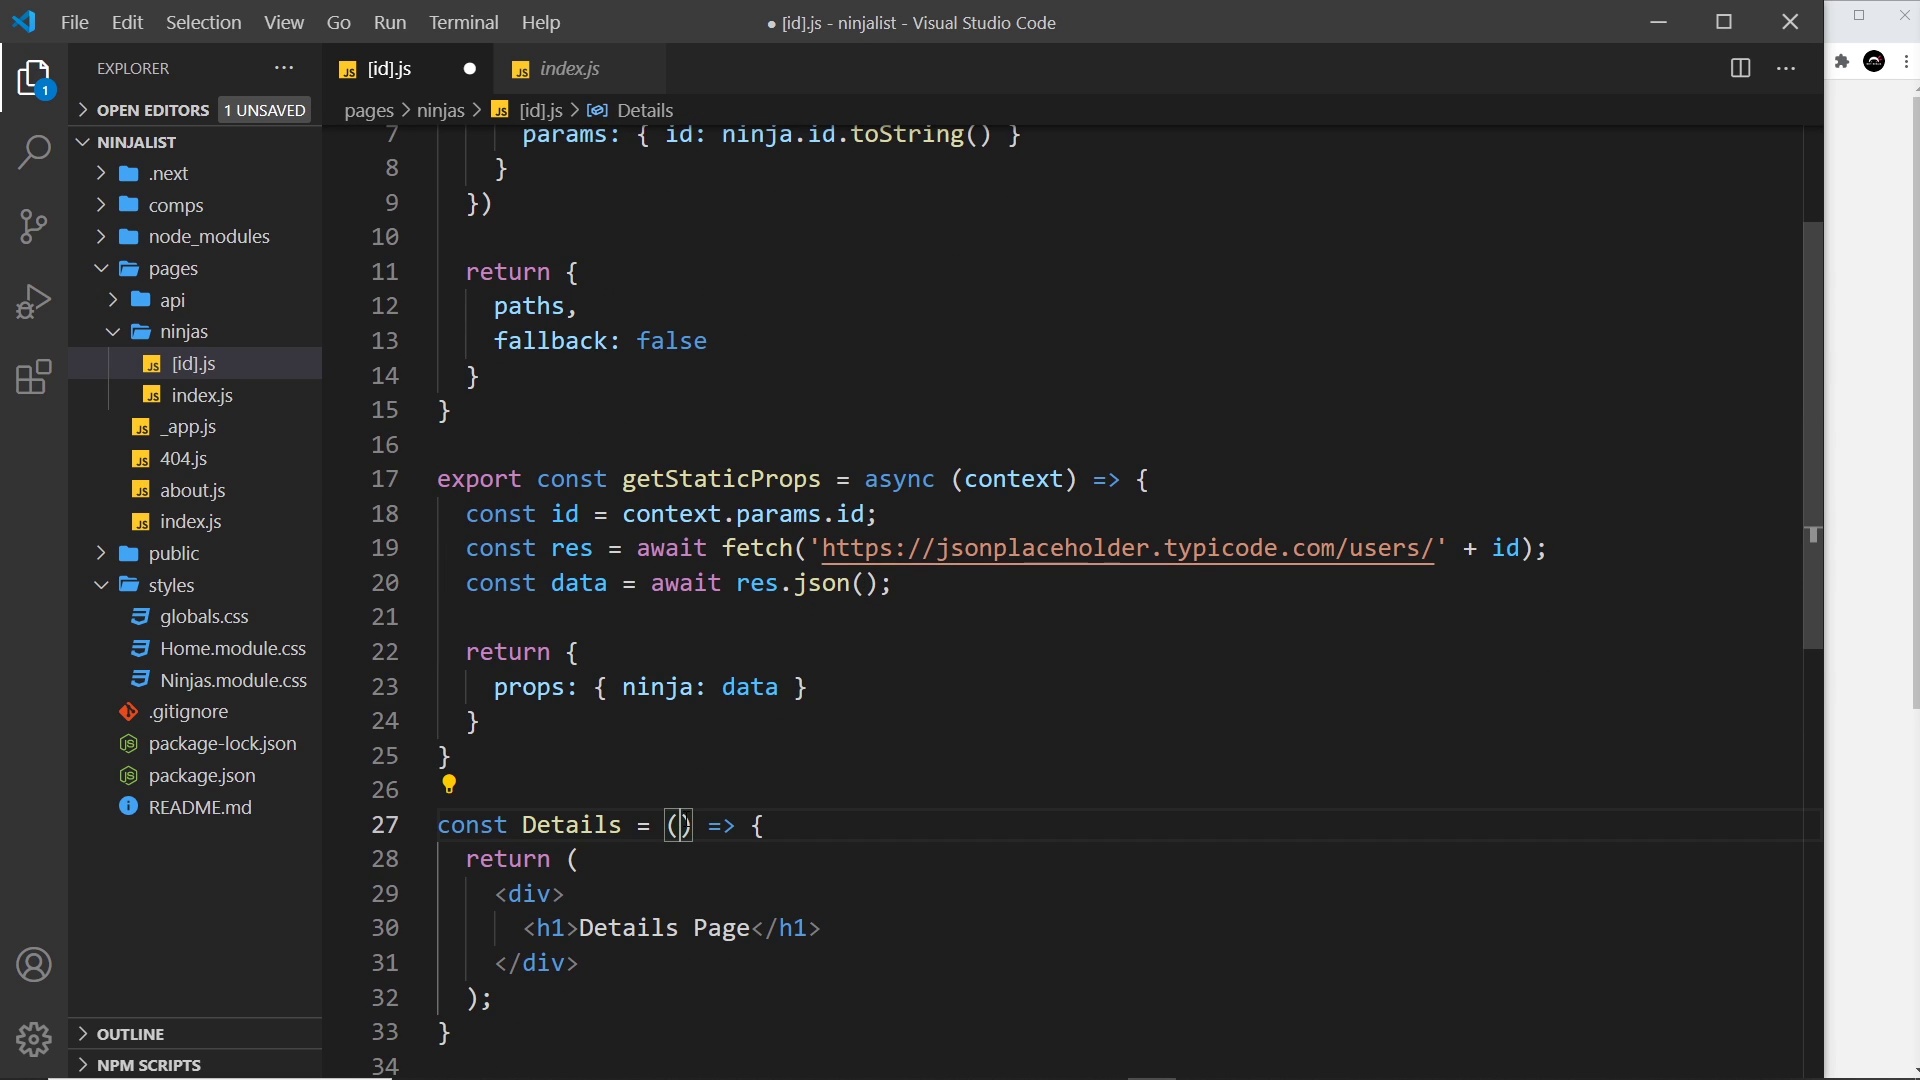 File Edit Selection View Go Run Terminal Help
● [id].js - ninjalist - Visual Studio Code
EXPLORER ...
[id].js
index.js
1
OPEN EDITORS 1 UNSAVED
pages > ninjas > [id].js > Details
NINJALIST
.next
comps
node_modules
pages
api
ninjas
[id].js
index.js
_app.js
404.js
about.js
index.js
public
styles
globals.css
Home.module.css
Ninjas.module.css
.gitignore
package-lock.json
package.json
README.md
OUTLINE
NPM SCRIPTS
7 params: { id: ninja.id.toString() }
8 }
9 })
10
11 return {
12 paths,
13 fallback: false
14 }
15 }
16
17 export const getStaticProps = async (context) => {
18 const id = context.params.id;
19 const res = await fetch('https://jsonplaceholder.typicode.com/users/' + id);
20 const data = await res.json();
21
22 return {
23 props: { ninja: data }
24 }
25 }
26
27 const Details = () => {
28 return (
29 <div>
30 <h1>Details Page</h1>
31 </div>
32 );
33 }
34